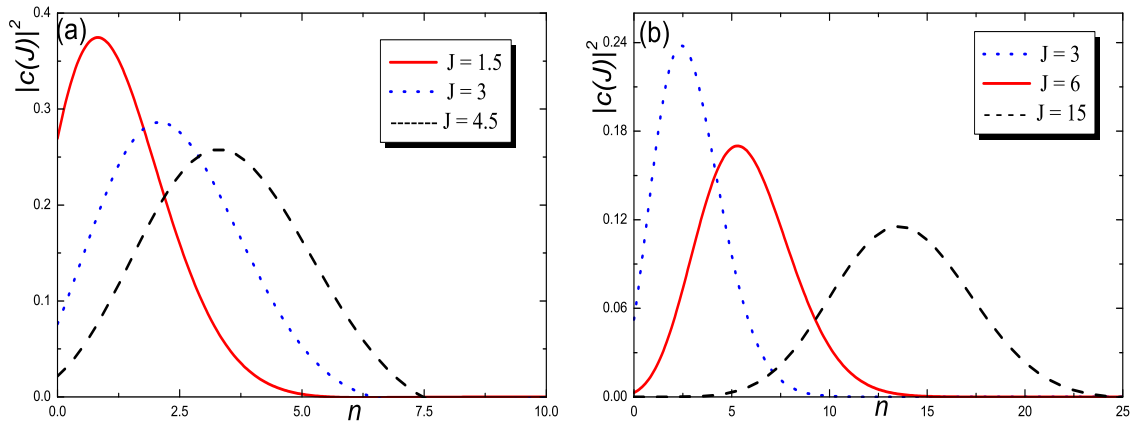 (a)
|c(J)|²
0.4
0.3
0.2
0.1
0.0
J = 1.5
J = 3
J = 4.5
0.0 2.5 5.0 7.5 10.0
n
(b)
|c(J)|²
0.24
0.18
0.12
0.06
0.00
J = 3
J = 6
J = 15
0 5 10 15 20 25
n